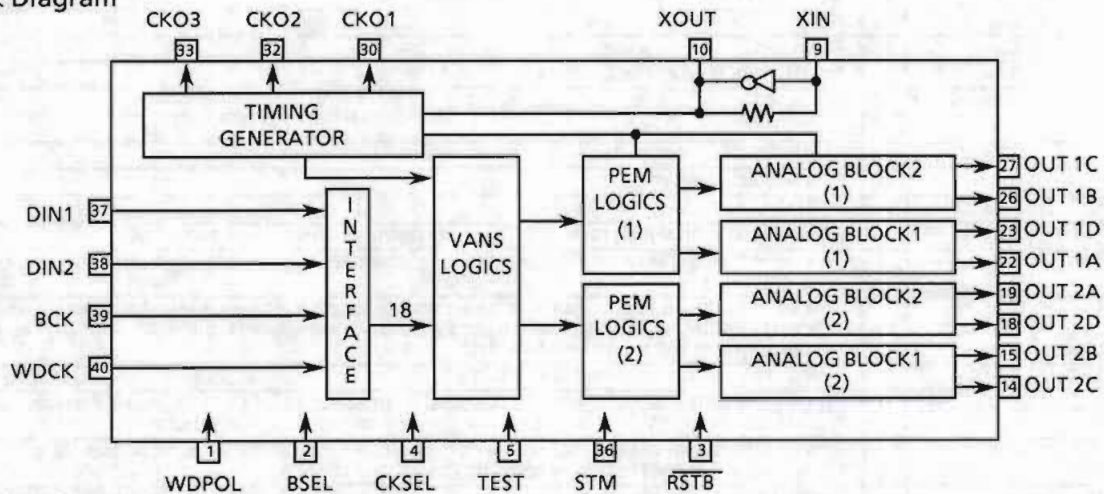 Diagram
CKO3 CKO2 CKO1 XOUT XIN
33 32 30 10 9
TIMING
GENERATOR
DIN1 37
DIN2 38
BCK 39
WDCK 40
INTERFACE
18
VANS
LOGICS
PEM
LOGICS
(1)
PEM
LOGICS
(2)
ANALOG BLOCK2
(1)
ANALOG BLOCK1
(1)
ANALOG BLOCK2
(2)
ANALOG BLOCK1
(2)
27 OUT 1C
26 OUT 1B
23 OUT 1D
22 OUT 1A
19 OUT 2A
18 OUT 2D
15 OUT 2B
14 OUT 2C
1 2 4 5 36 3
WDPOL BSEL CKSEL TEST STM RSTB